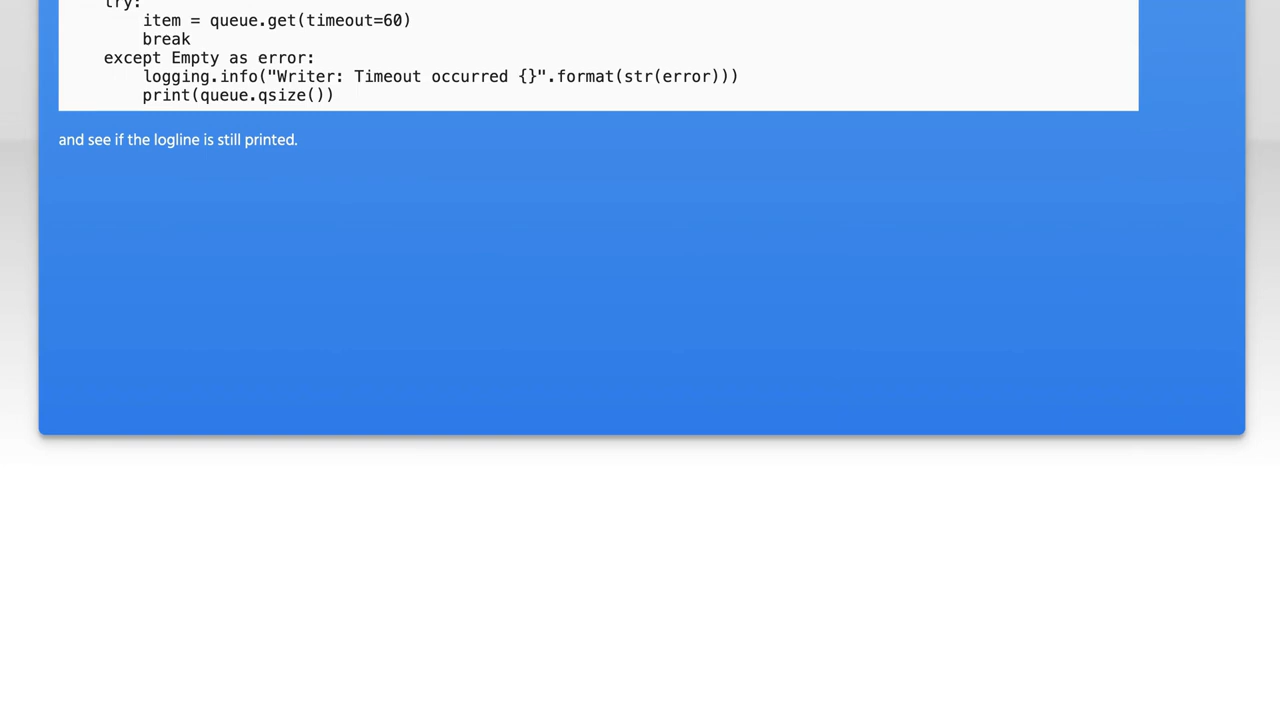 try:
item = queue.get(timeout=60)
break
except Empty as error:
logging.info("Writer: Timeout occurred {}".format(str(error)))
print(queue.qsize())
and see if the logline is still printed.